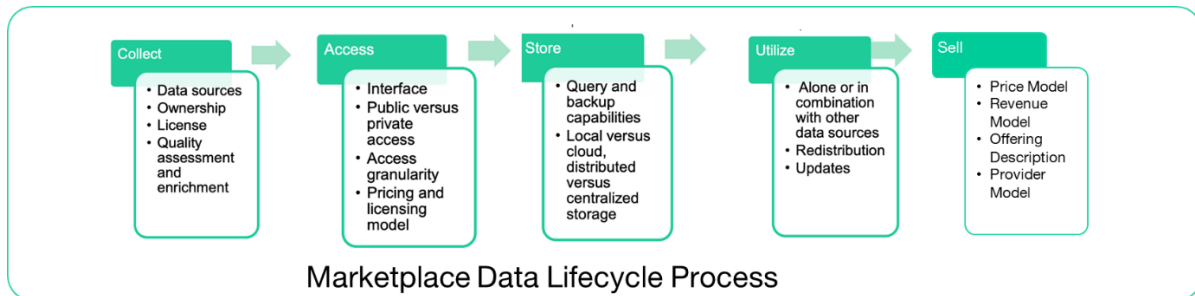 Collect
• Data sources
• Ownership
• License
• Quality
assessment
and
enrichment
Access
• Interface
• Public versus
private
access
• Access
granularity
• Pricing and
licensing
model
Store
• Query and
backup
capabilities
• Local versus
cloud,
distributed
versus
centralized
storage
Utilize
• Alone or in
combination
with other
data sources
• Redistribution
• Updates
Sell
• Price Model
• Revenue
Model
• Offering
Description
• Provider
Model
Marketplace Data Lifecycle Process